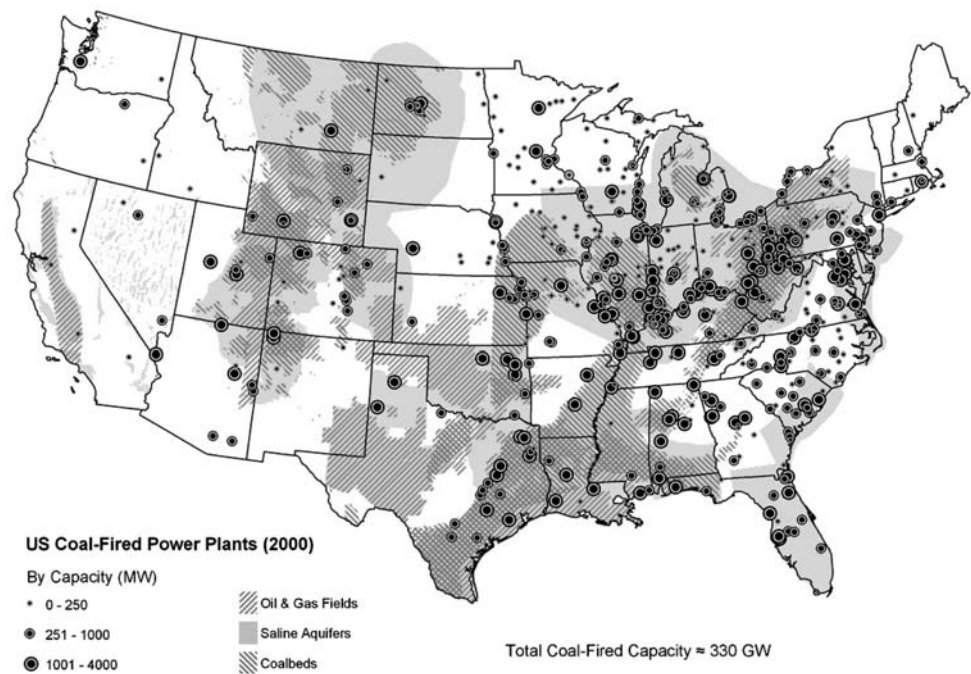 US Coal-Fired Power Plants (2000)
By Capacity (MW)
0 - 250
251 - 1000
1001 - 4000
Oil & Gas Fields
Saline Aquifers
Coalbeds
Total Coal-Fired Capacity ≈ 330 GW